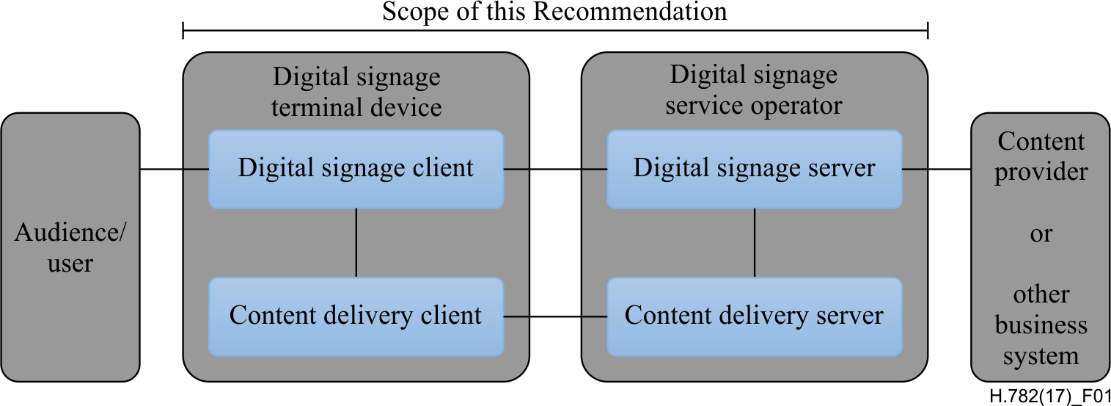 Scope of this Recommendation
Digital signage
terminal device
Digital signage
service operator
Audience/
user
Digital signage client
Digital signage server
Content delivery client
Content delivery server
Content
provider
or
other
business
system
H.782(17)_F01